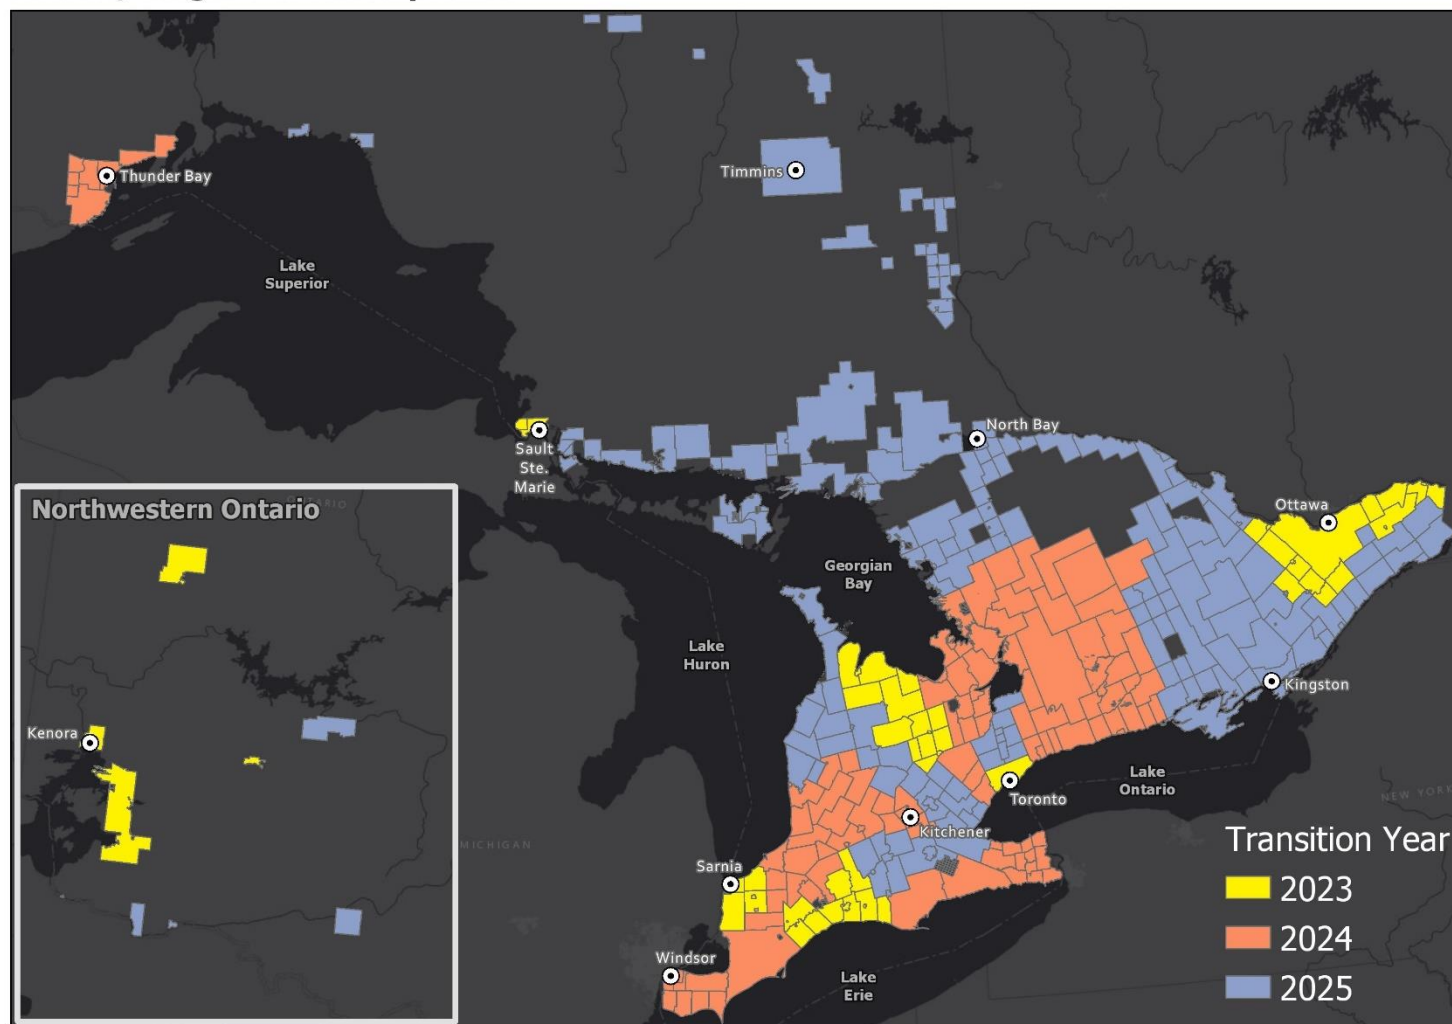 Thunder Bay
Timmins
Lake
Superior
North Bay
Sault
Ste.
Marie
Northwestern Ontario
ONTARIO
Ottawa
Georgian
Bay
Lake
Huron
Kingston
Kenora
Lake
Ontario
Toronto
NEW YORK
Kitchener
MICHIGAN
Sarnia
Windsor
Lake
Erie
Transition Year
2023
2024
2025